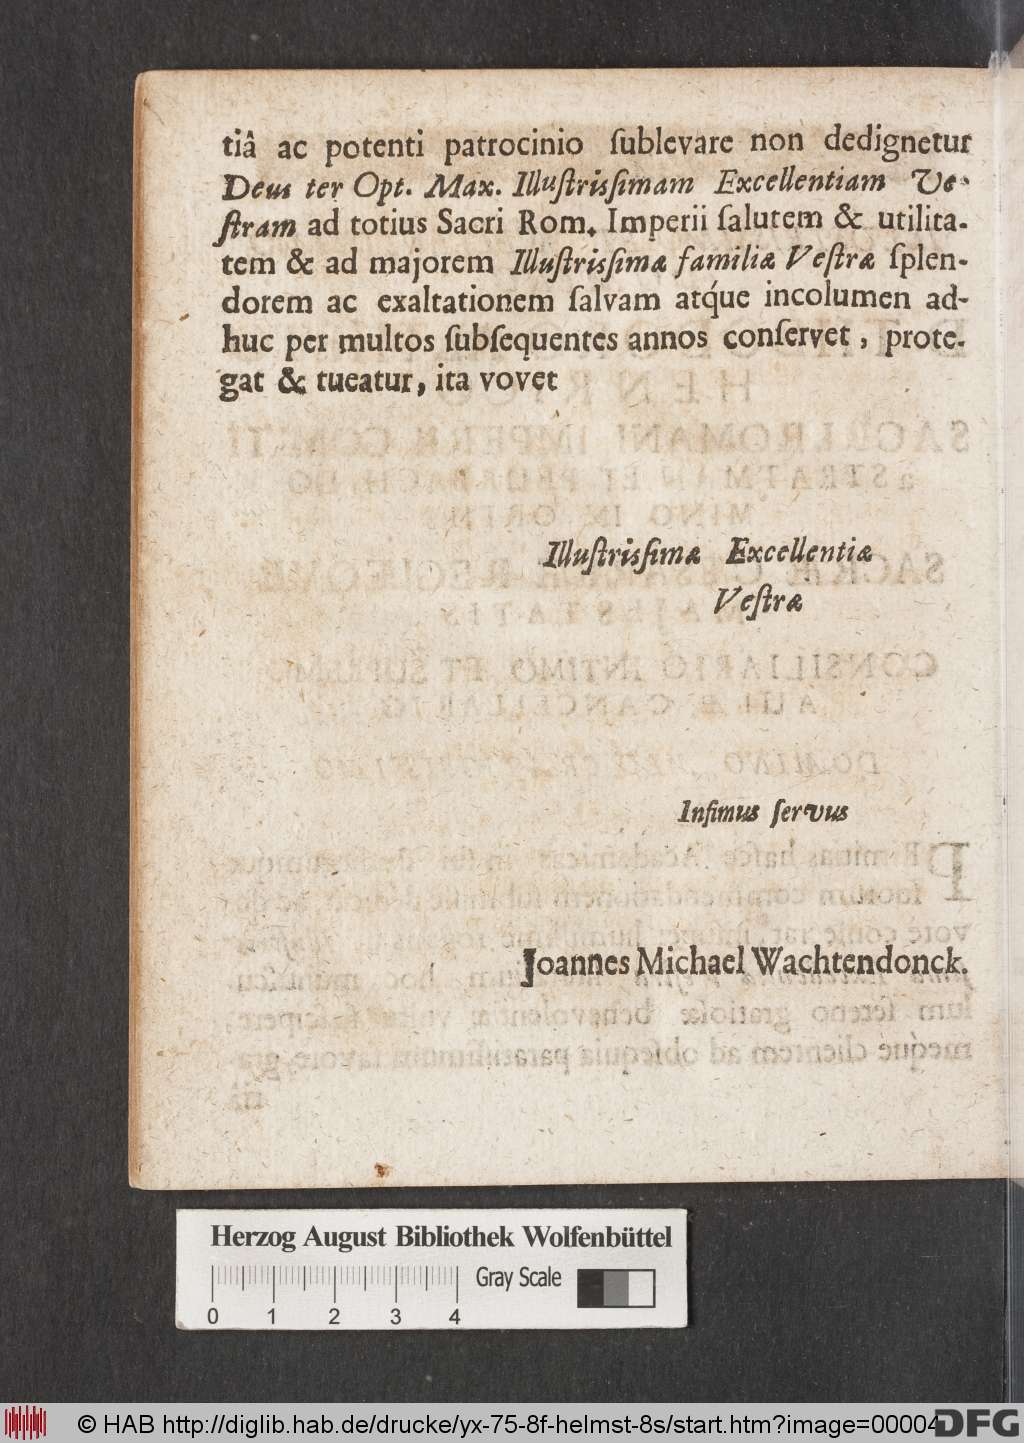 tiâ ac potenti patrocinio ſublevare non dedignetur
Deus ter Opt. Max. Illuſtrisſimam Excellentiam Ve-
ſtram ad totius Sacri Rom. Imperii ſalutem & utilita-
tem & ad majorem Illuſtrisſimæ familiæ Veſtræ ſplen-
dorem ac exaltationem ſalvam atq́ue incolumen ad-
huc per multos ſubſequentes annos conſervet, prote-
gat & tueatur, ita vovet
Illuſtrisſimæ Excellentiæ
Veſtræ
Infimus ſervus
Joannes Michael Wachtendonck.
Herzog August Bibliothek Wolfenbüttel
Gray Scale
0 1 2 3 4
© HAB http://diglib.hab.de/drucke/yx-75-8f-helmst-8s/start.htm?image=00004
DFG